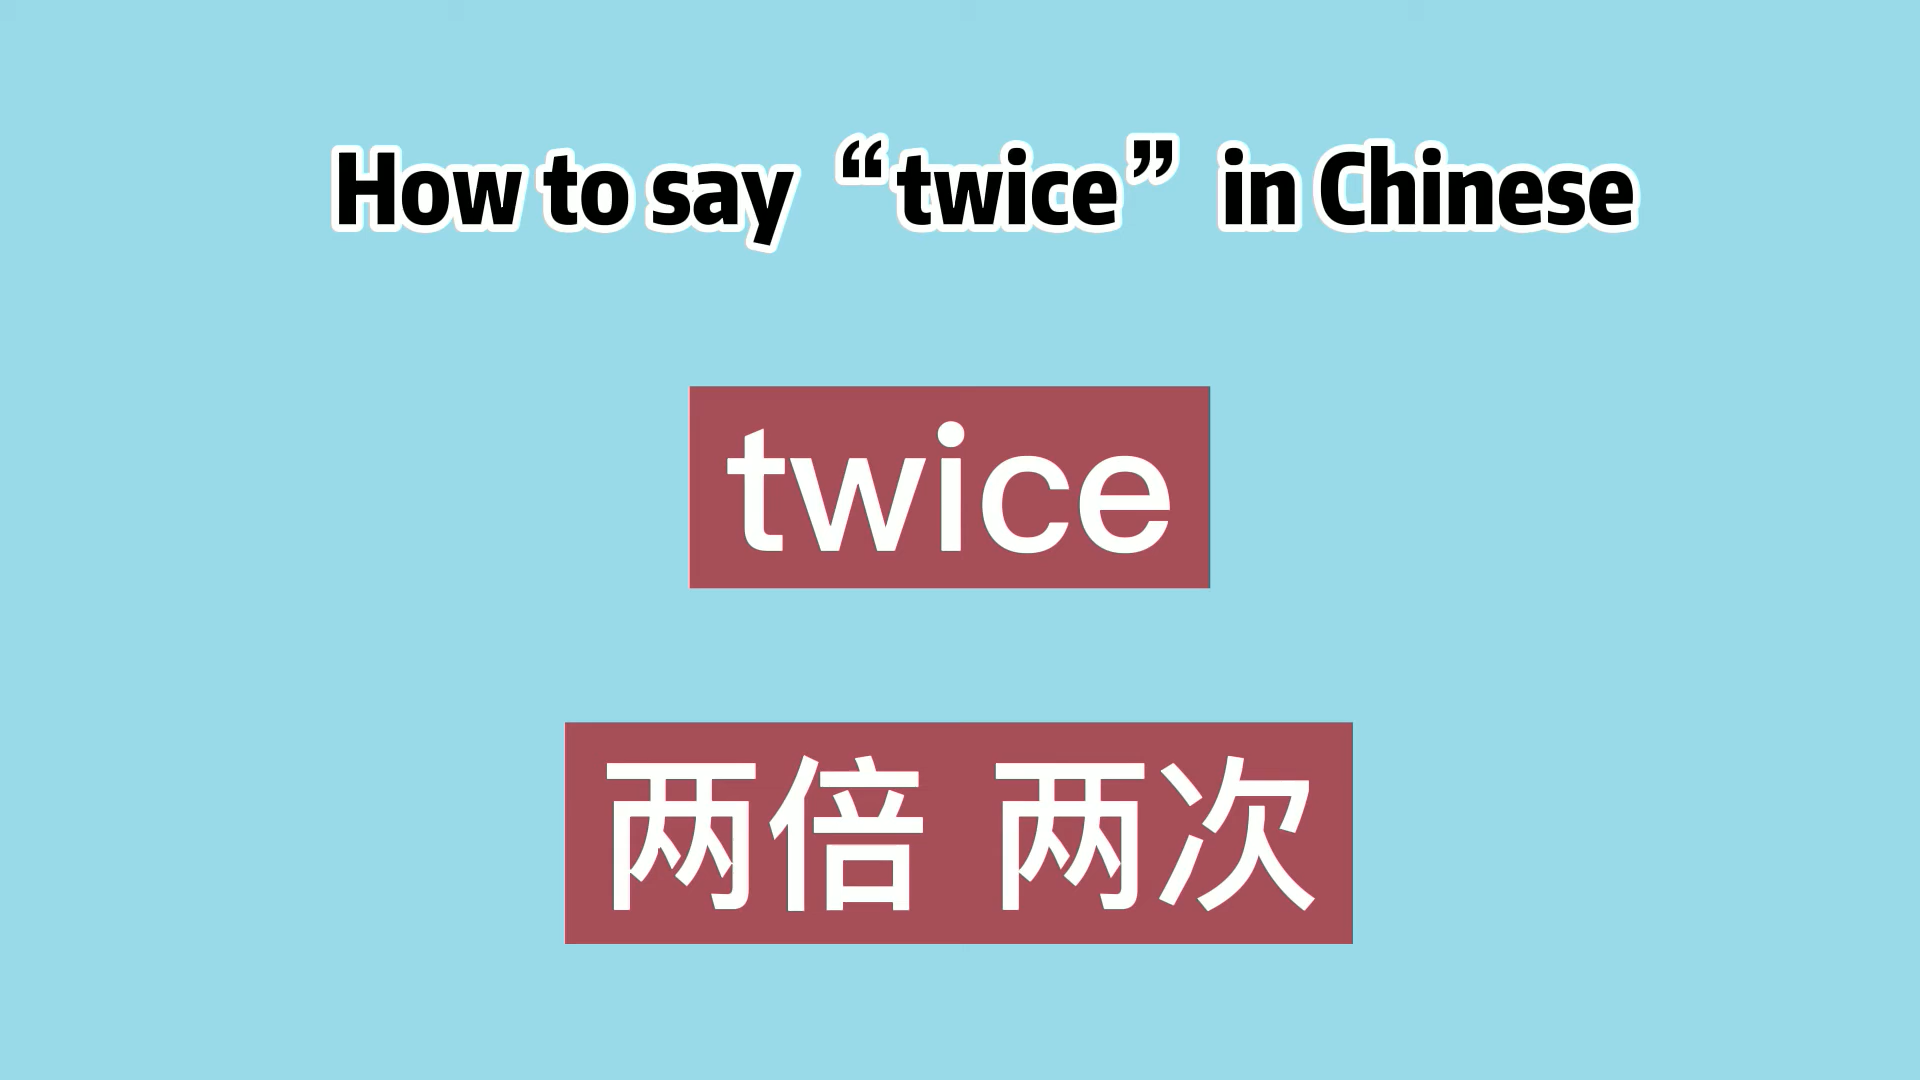 How to say “twice” in Chinese
twice
两倍 两次